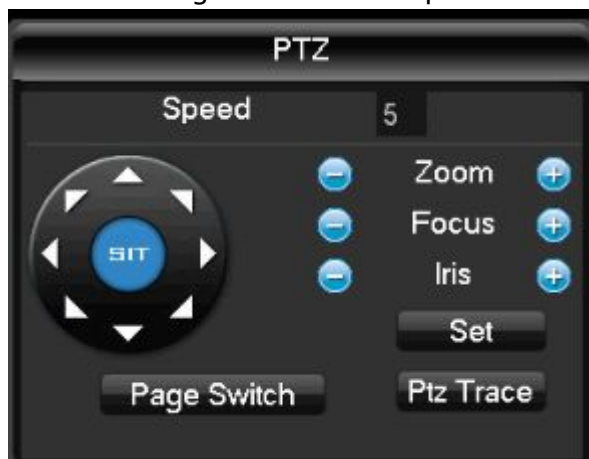 PTZ
Speed 5
Zoom
Focus
SIT
Iris
Set
Page Switch
Ptz Trace